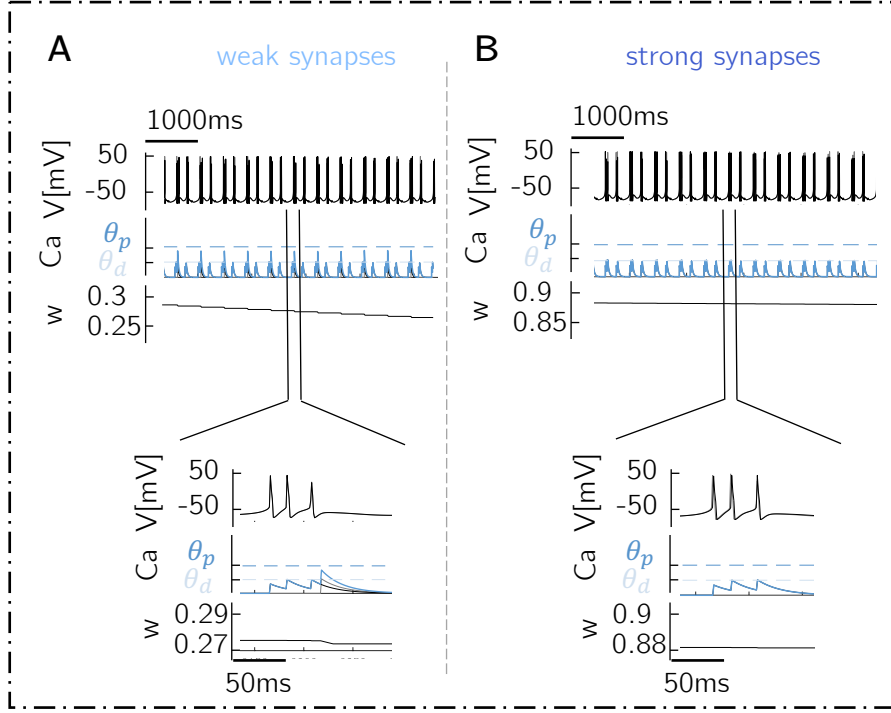 A
weak synapses
1000ms
V[mV]
50
-50
Ca
θp
θd
w
0.3
0.25
V[mV]
50
-50
Ca
θp
θd
w
0.29
0.27
50ms
B
strong synapses
1000ms
V[mV]
50
-50
Ca
θp
θd
w
0.9
0.85
V[mV]
50
-50
Ca
θp
θd
w
0.9
0.88
50ms